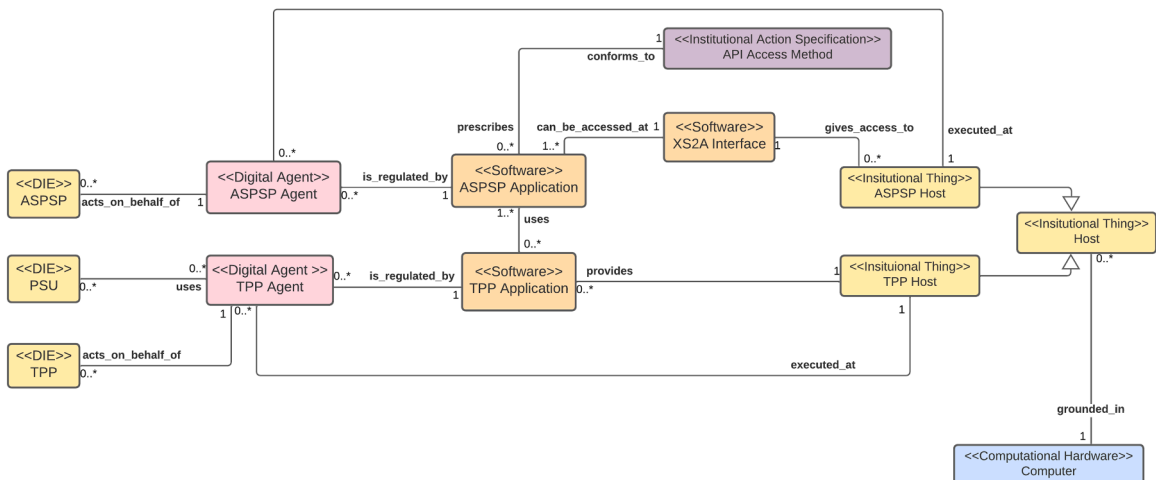 <<Institutional Action Specification>>
API Access Method
1
conforms_to
prescribes
0..*
can_be_accessed_at
1
1..*
<<Software>>
XS2A Interface
1
gives_access_to
0..*
executed_at
1
0..*
<<DIE>>
ASPSP
0..*
acts_on_behalf_of
1
<<Digital Agent>>
ASPSP Agent
is_regulated_by
0..*
1
<<Software>>
ASPSP Application
1..*
uses
0..*
<<Insitutional Thing>>
ASPSP Host
<<Insitutional Thing>>
Host
0..*
<<DIE>>
PSU
0..*
uses
0..*
<<Digital Agent >>
TPP Agent
0..*
is_regulated_by
1
<<Software>>
TPP Application
provides
0..*
1
<<Insitutional Thing>>
TPP Host
1
1
0..*
<<DIE>>
TPP
acts_on_behalf_of
0..*
executed_at
grounded_in
1
<<Computational Hardware>>
Computer